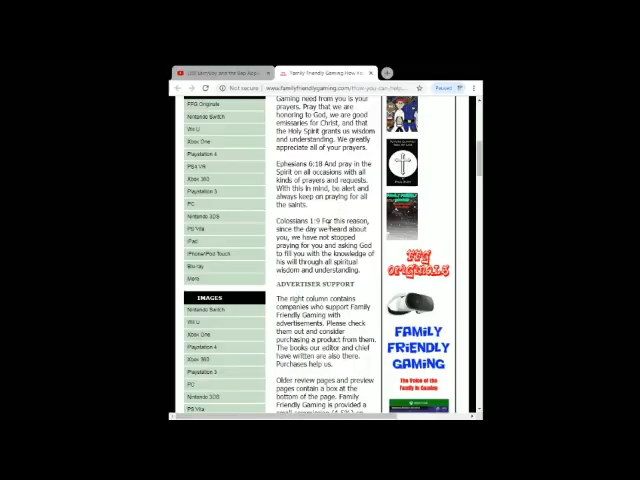 Family Friendly Gaming How
Not secure
www.familyfriendlygaming.com/How-you-can-help
Paused
FFG Originals
Nintendo Switch
Wii U
Xbox One
Playstation 4
PS4 VR
Xbox 360
Playstation 3
PC
Nintendo 3DS
PS Vita
iPad
iPhone/iPod Touch
Blu-ray
More
IMAGES
Nintendo Switch
Wii U
Xbox One
Playstation 4
Xbox 360
Playstation 3
PC
Nintendo 3DS
PS Vita
Gaming need from you is your
prayers. Pray that we are
honoring to God, we are good
emissaries for Christ, and that
the Holy Spirit grants us wisdom
and understanding. We greatly
appreciate all of your prayers.
Ephesians 6:18 And pray in the
Spirit on all occasions with all
kinds of prayers and requests.
With this in mind, be alert and
always keep on praying for all
the saints.
Colossians 1:9 For this reason,
since the day we heard about
you, we have not stopped
praying for you and asking God
to fill you with the knowledge of
his will through all spiritual
wisdom and understanding.
ADVERTISER SUPPORT
The right column contains
companies who support Family
Friendly Gaming with
advertisements. Please check
them out and consider
purchasing a product from them.
The books our editor and chief
have written are also there.
Purchases help us.
Older review pages and preview
pages contain a box at the
bottom of the page. Family
Friendly Gaming is provided a
FFG
ORIGINALS
FAMILY
FRIENDLY
GAMING
The Voice of the
Family in Gaming